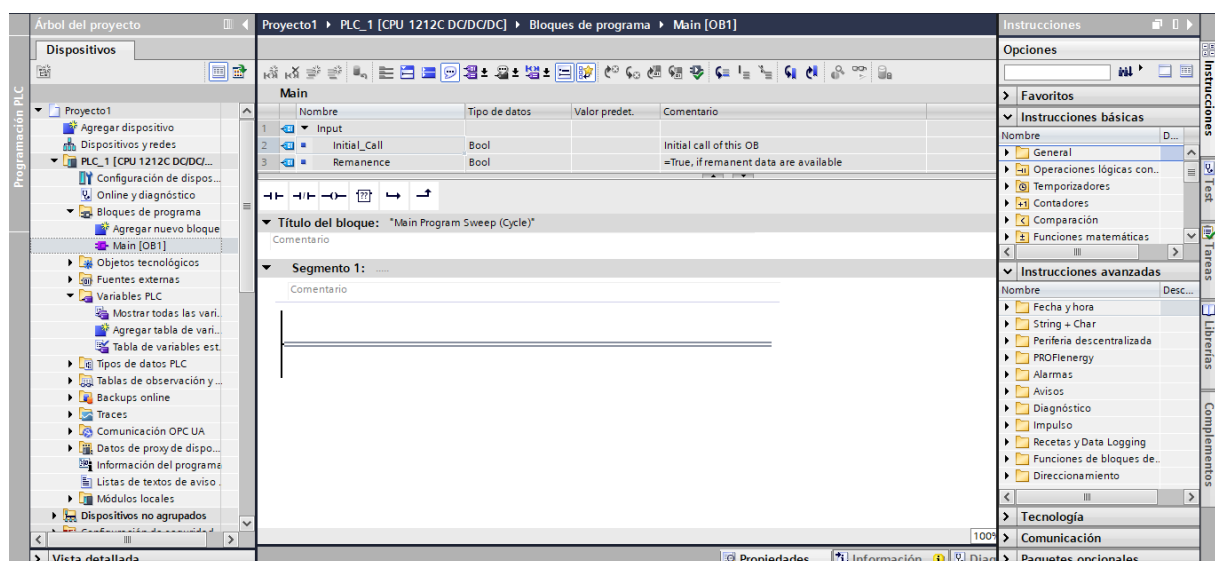 Árbol del proyecto
Proyecto1 PLC_1 [CPU 1212C DC/DC/DC] Bloques de programa Main [OB1]
Instrucciones
Dispositivos
Opciones
Programación PLC
Main
Nombre Tipo de datos Valor predet. Comentario
1 Input
2 Initial_Call Bool Initial call of this OB
3 Remanence Bool =True, if remanent data are available
Proyecto1
Agregar dispositivo
Dispositivos y redes
PLC_1 [CPU 1212C DC/DC/...
Configuración de dispos...
Online y diagnóstico
Bloques de programa
Agregar nuevo bloque
Main [OB1]
Objetos tecnológicos
Fuentes externas
Variables PLC
Mostrar todas las vari..
Agregar tabla de vari..
Tabla de variables est.
Tipos de datos PLC
Tablas de observación y ...
Backups online
Traces
Comunicación OPC UA
Datos de proxy de dispo...
Información del programa
Listas de textos de aviso .
Módulos locales
Dispositivos no agrupados
Vista detallada
??
Título del bloque: "Main Program Sweep (Cycle)"
Comentario
Segmento 1: .....
Comentario
100%
Propiedades Información Diag
Favoritos
Instrucciones básicas
Nombre D...
General
Operaciones lógicas con..
Temporizadores
Contadores
Comparación
Funciones matemáticas
Instrucciones avanzadas
Nombre Desc...
Fecha y hora
String + Char
Periferia descentralizada
PROFIenergy
Alarmas
Avisos
Diagnóstico
Impulso
Recetas y Data Logging
Funciones de bloques de..
Direccionamiento
Tecnología
Comunicación
Paquetes opcionales
Instrucciones
Test
Tareas
Librerías
Complementos